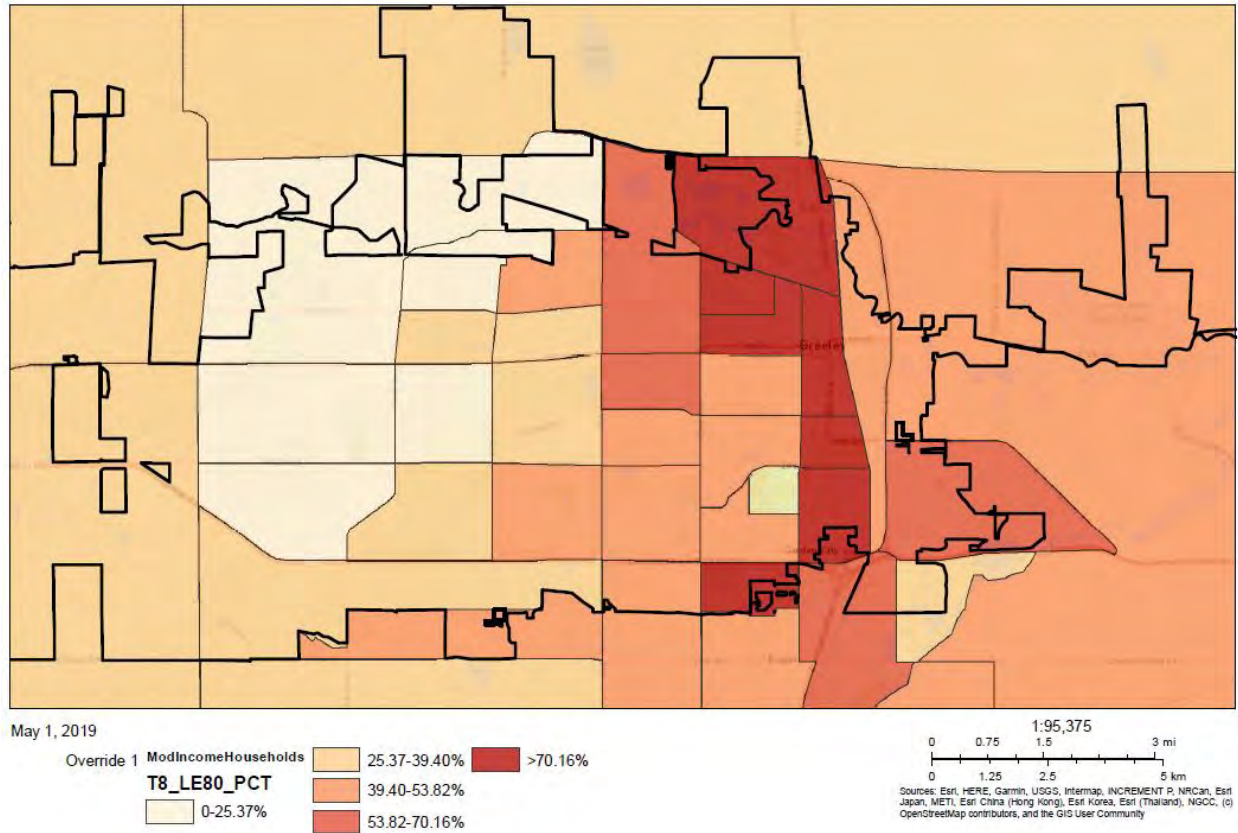 Greeley
May 1, 2019
Override 1 ModIncomeHouseholds
T8_LE80_PCT
0-25.37%
25.37-39.40%
39.40-53.82%
53.82-70.16%
>70.16%
1:95,375
0 0.75 1.5 3 mi
0 1.25 2.5 5 km
Sources: Esri, HERE, Garmin, USGS, Intermap, INCREMENT P, NRCan, Esri
Japan, METI, Esri China (Hong Kong), Esri Korea, Esri (Thailand), NGCC, (c)
OpenStreetMap contributors, and the GIS User Community